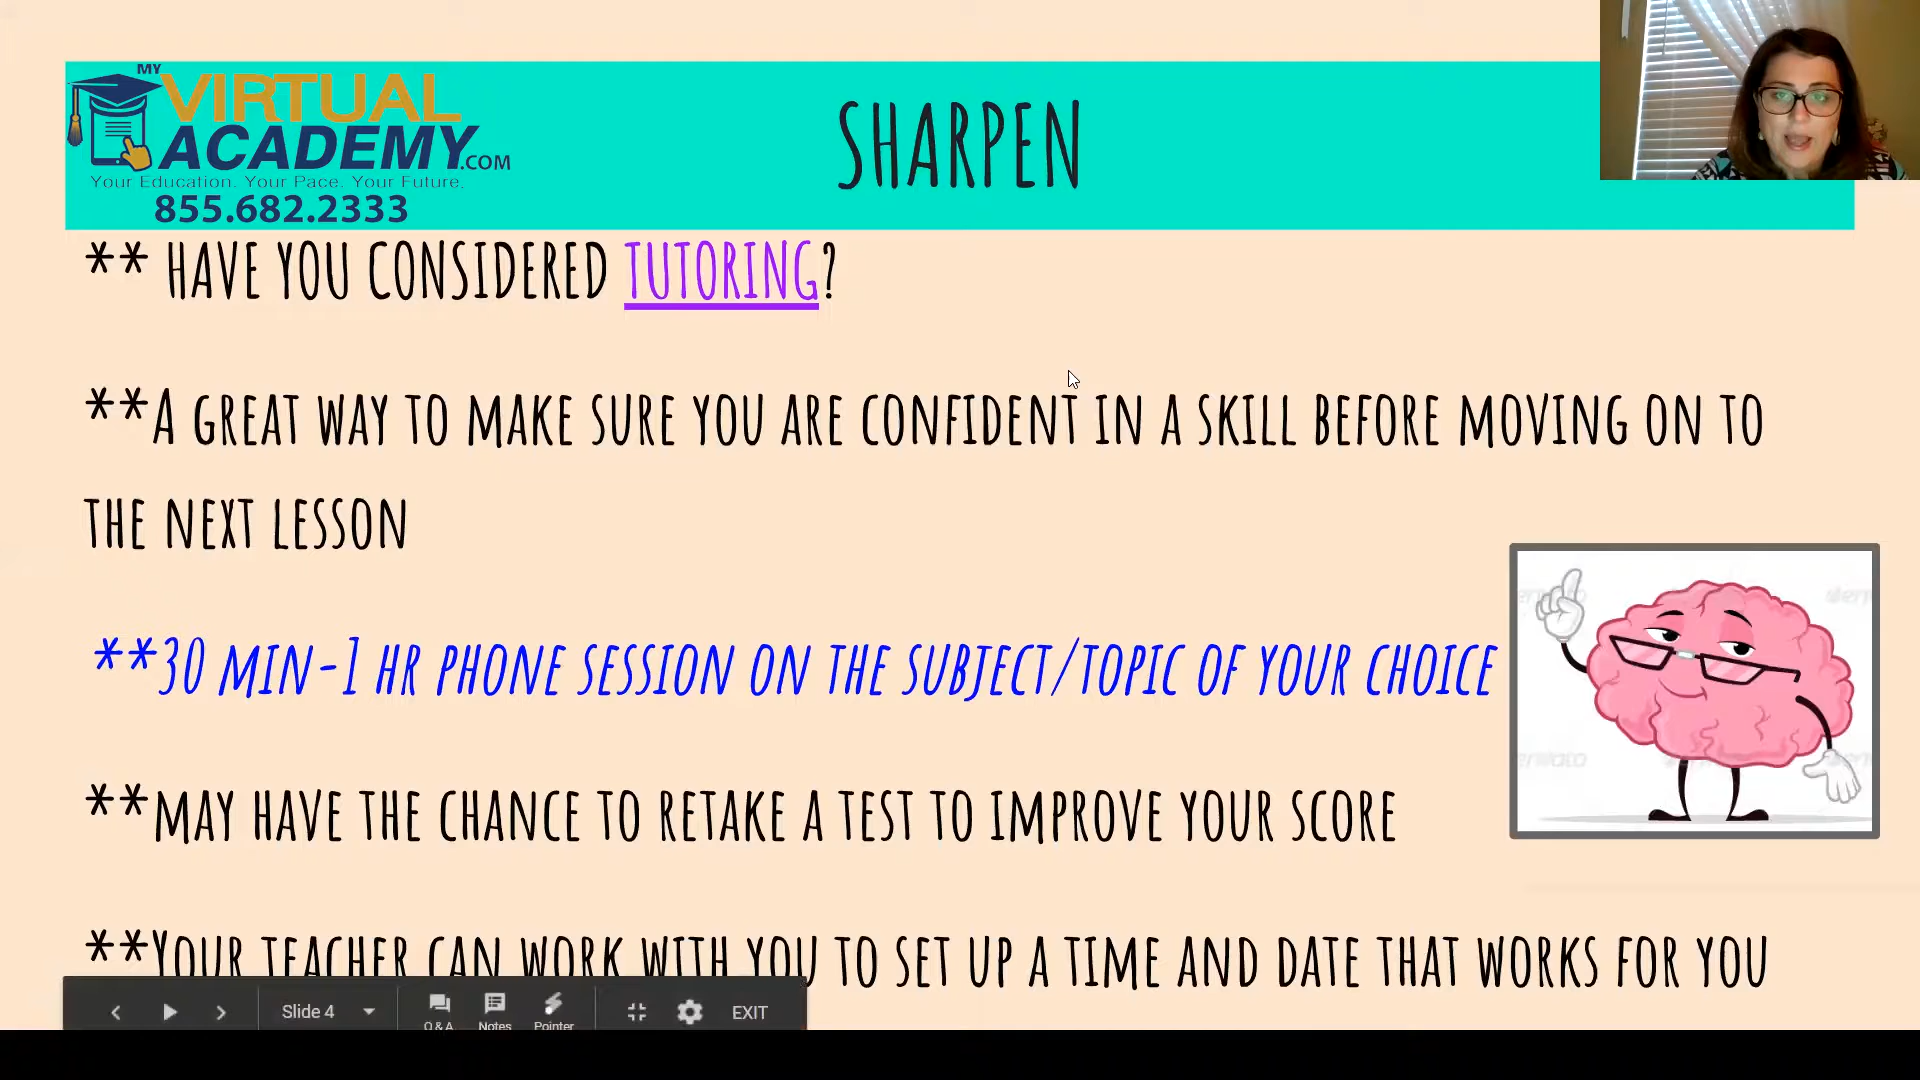 MY
VIRTUAL
ACADEMY.COM
Your Education. Your Pace. Your Future.
855.682.2333
SHARPEN
** HAVE YOU CONSIDERED TUTORING?
**A GREAT WAY TO MAKE SURE YOU ARE CONFIDENT IN A SKILL BEFORE MOVING ON TO
THE NEXT LESSON
**30 MIN-1 HR PHONE SESSION ON THE SUBJECT/TOPIC OF YOUR CHOICE
**MAY HAVE THE CHANCE TO RETAKE A TEST TO IMPROVE YOUR SCORE
**YOUR TEACHER CAN WORK WITH YOU TO SET UP A TIME AND DATE THAT WORKS FOR YOU
Slide 4
Q & A
Notes
Pointer
EXIT